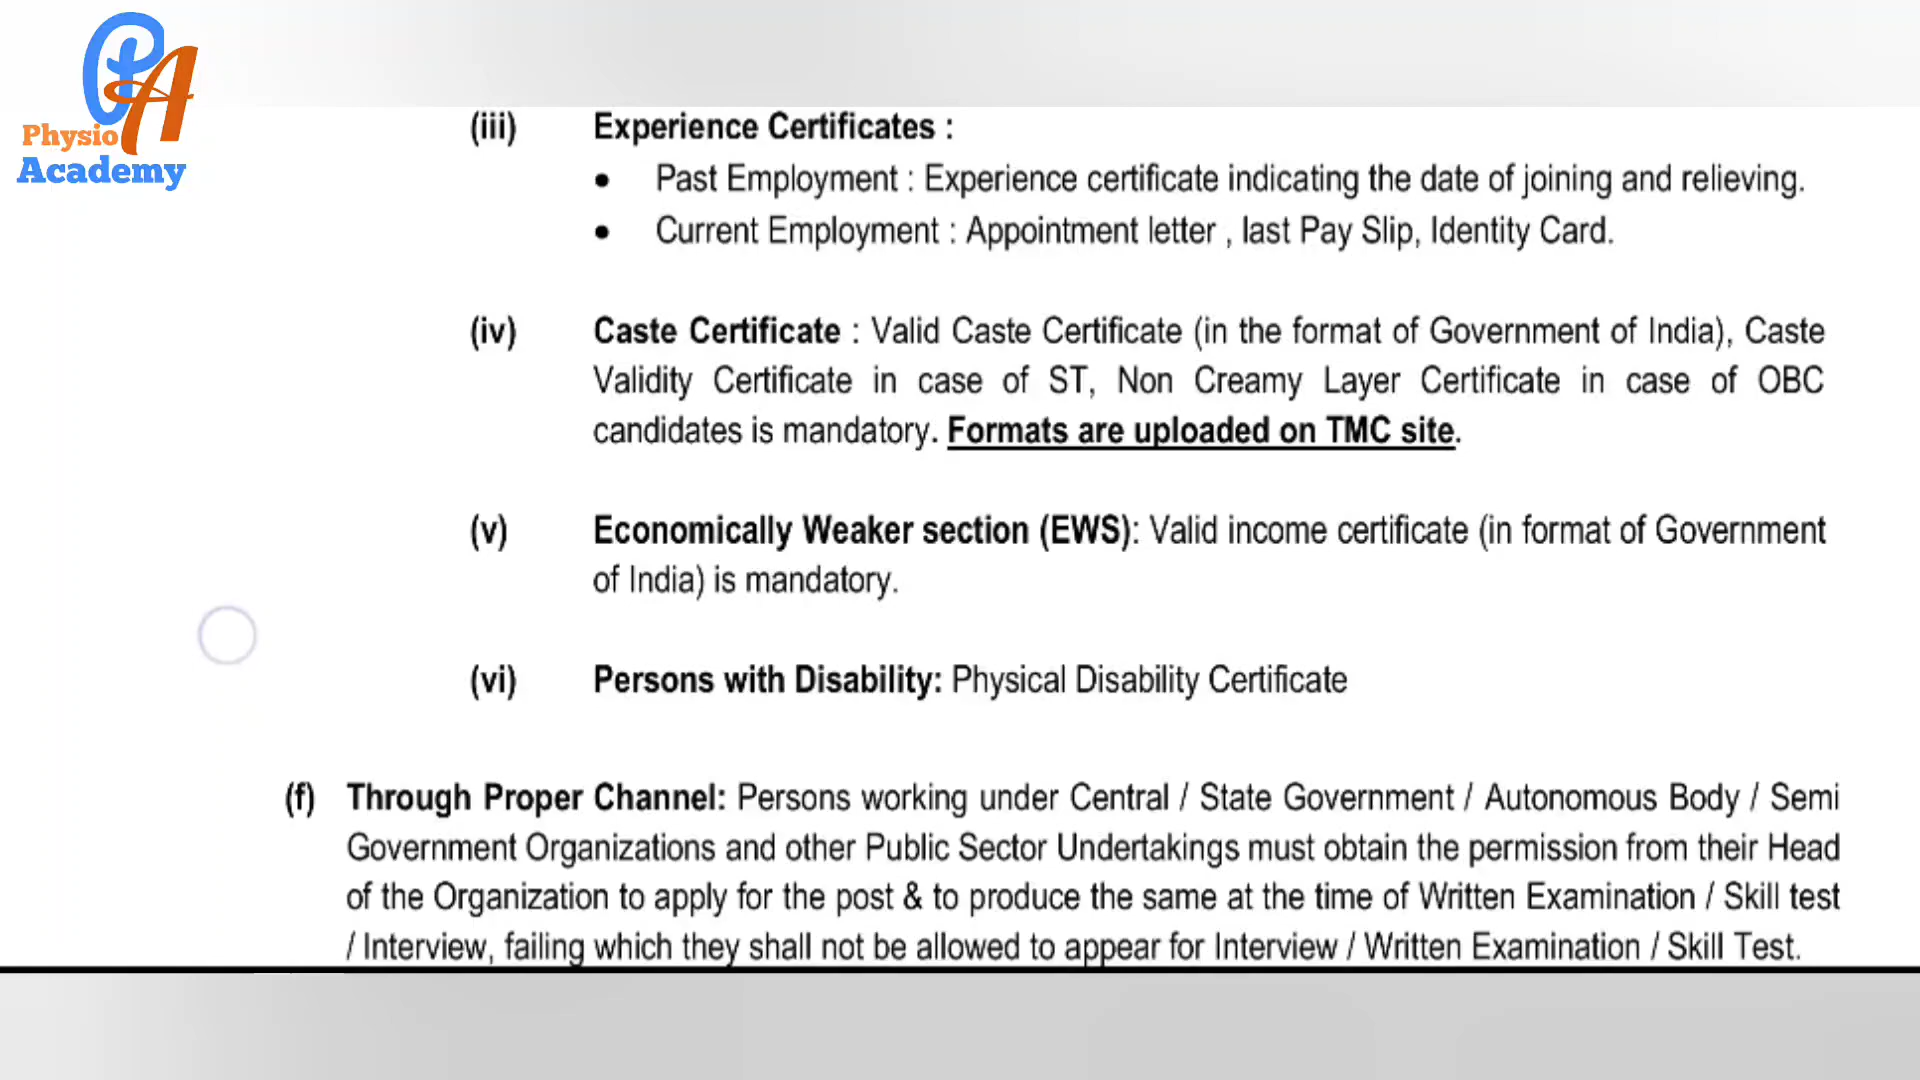 Physio
Academy
(iii) Experience Certificates :
• Past Employment : Experience certificate indicating the date of joining and relieving.
• Current Employment : Appointment letter , last Pay Slip, Identity Card.
(iv) Caste Certificate : Valid Caste Certificate (in the format of Government of India), Caste
Validity Certificate in case of ST, Non Creamy Layer Certificate in case of OBC
candidates is mandatory. Formats are uploaded on TMC site.
(v) Economically Weaker section (EWS): Valid income certificate (in format of Government
of India) is mandatory.
(vi) Persons with Disability: Physical Disability Certificate
(f) Through Proper Channel: Persons working under Central / State Government / Autonomous Body / Semi
Government Organizations and other Public Sector Undertakings must obtain the permission from their Head
of the Organization to apply for the post & to produce the same at the time of Written Examination / Skill test
/ Interview, failing which they shall not be allowed to appear for Interview / Written Examination / Skill Test.